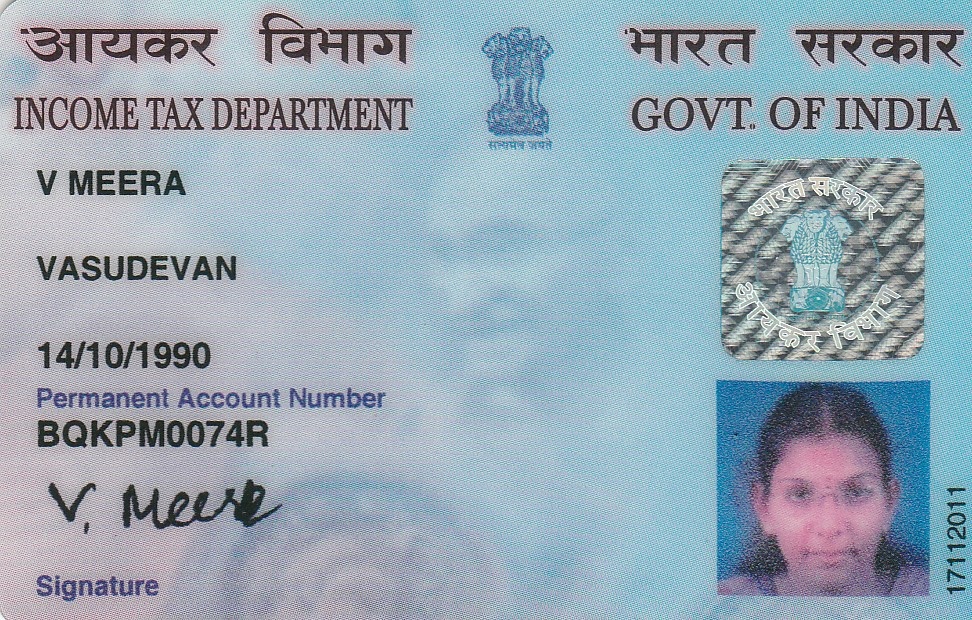 आयकर विभाग
भारत सरकार
INCOME TAX DEPARTMENT
GOVT. OF INDIA
सत्यमेव जयते
V MEERA
भारत सरकार
आयकर विभाग
VASUDEVAN
14/10/1990
Permanent Account Number
BQKPM0074R
V. Meera
Signature
17112011